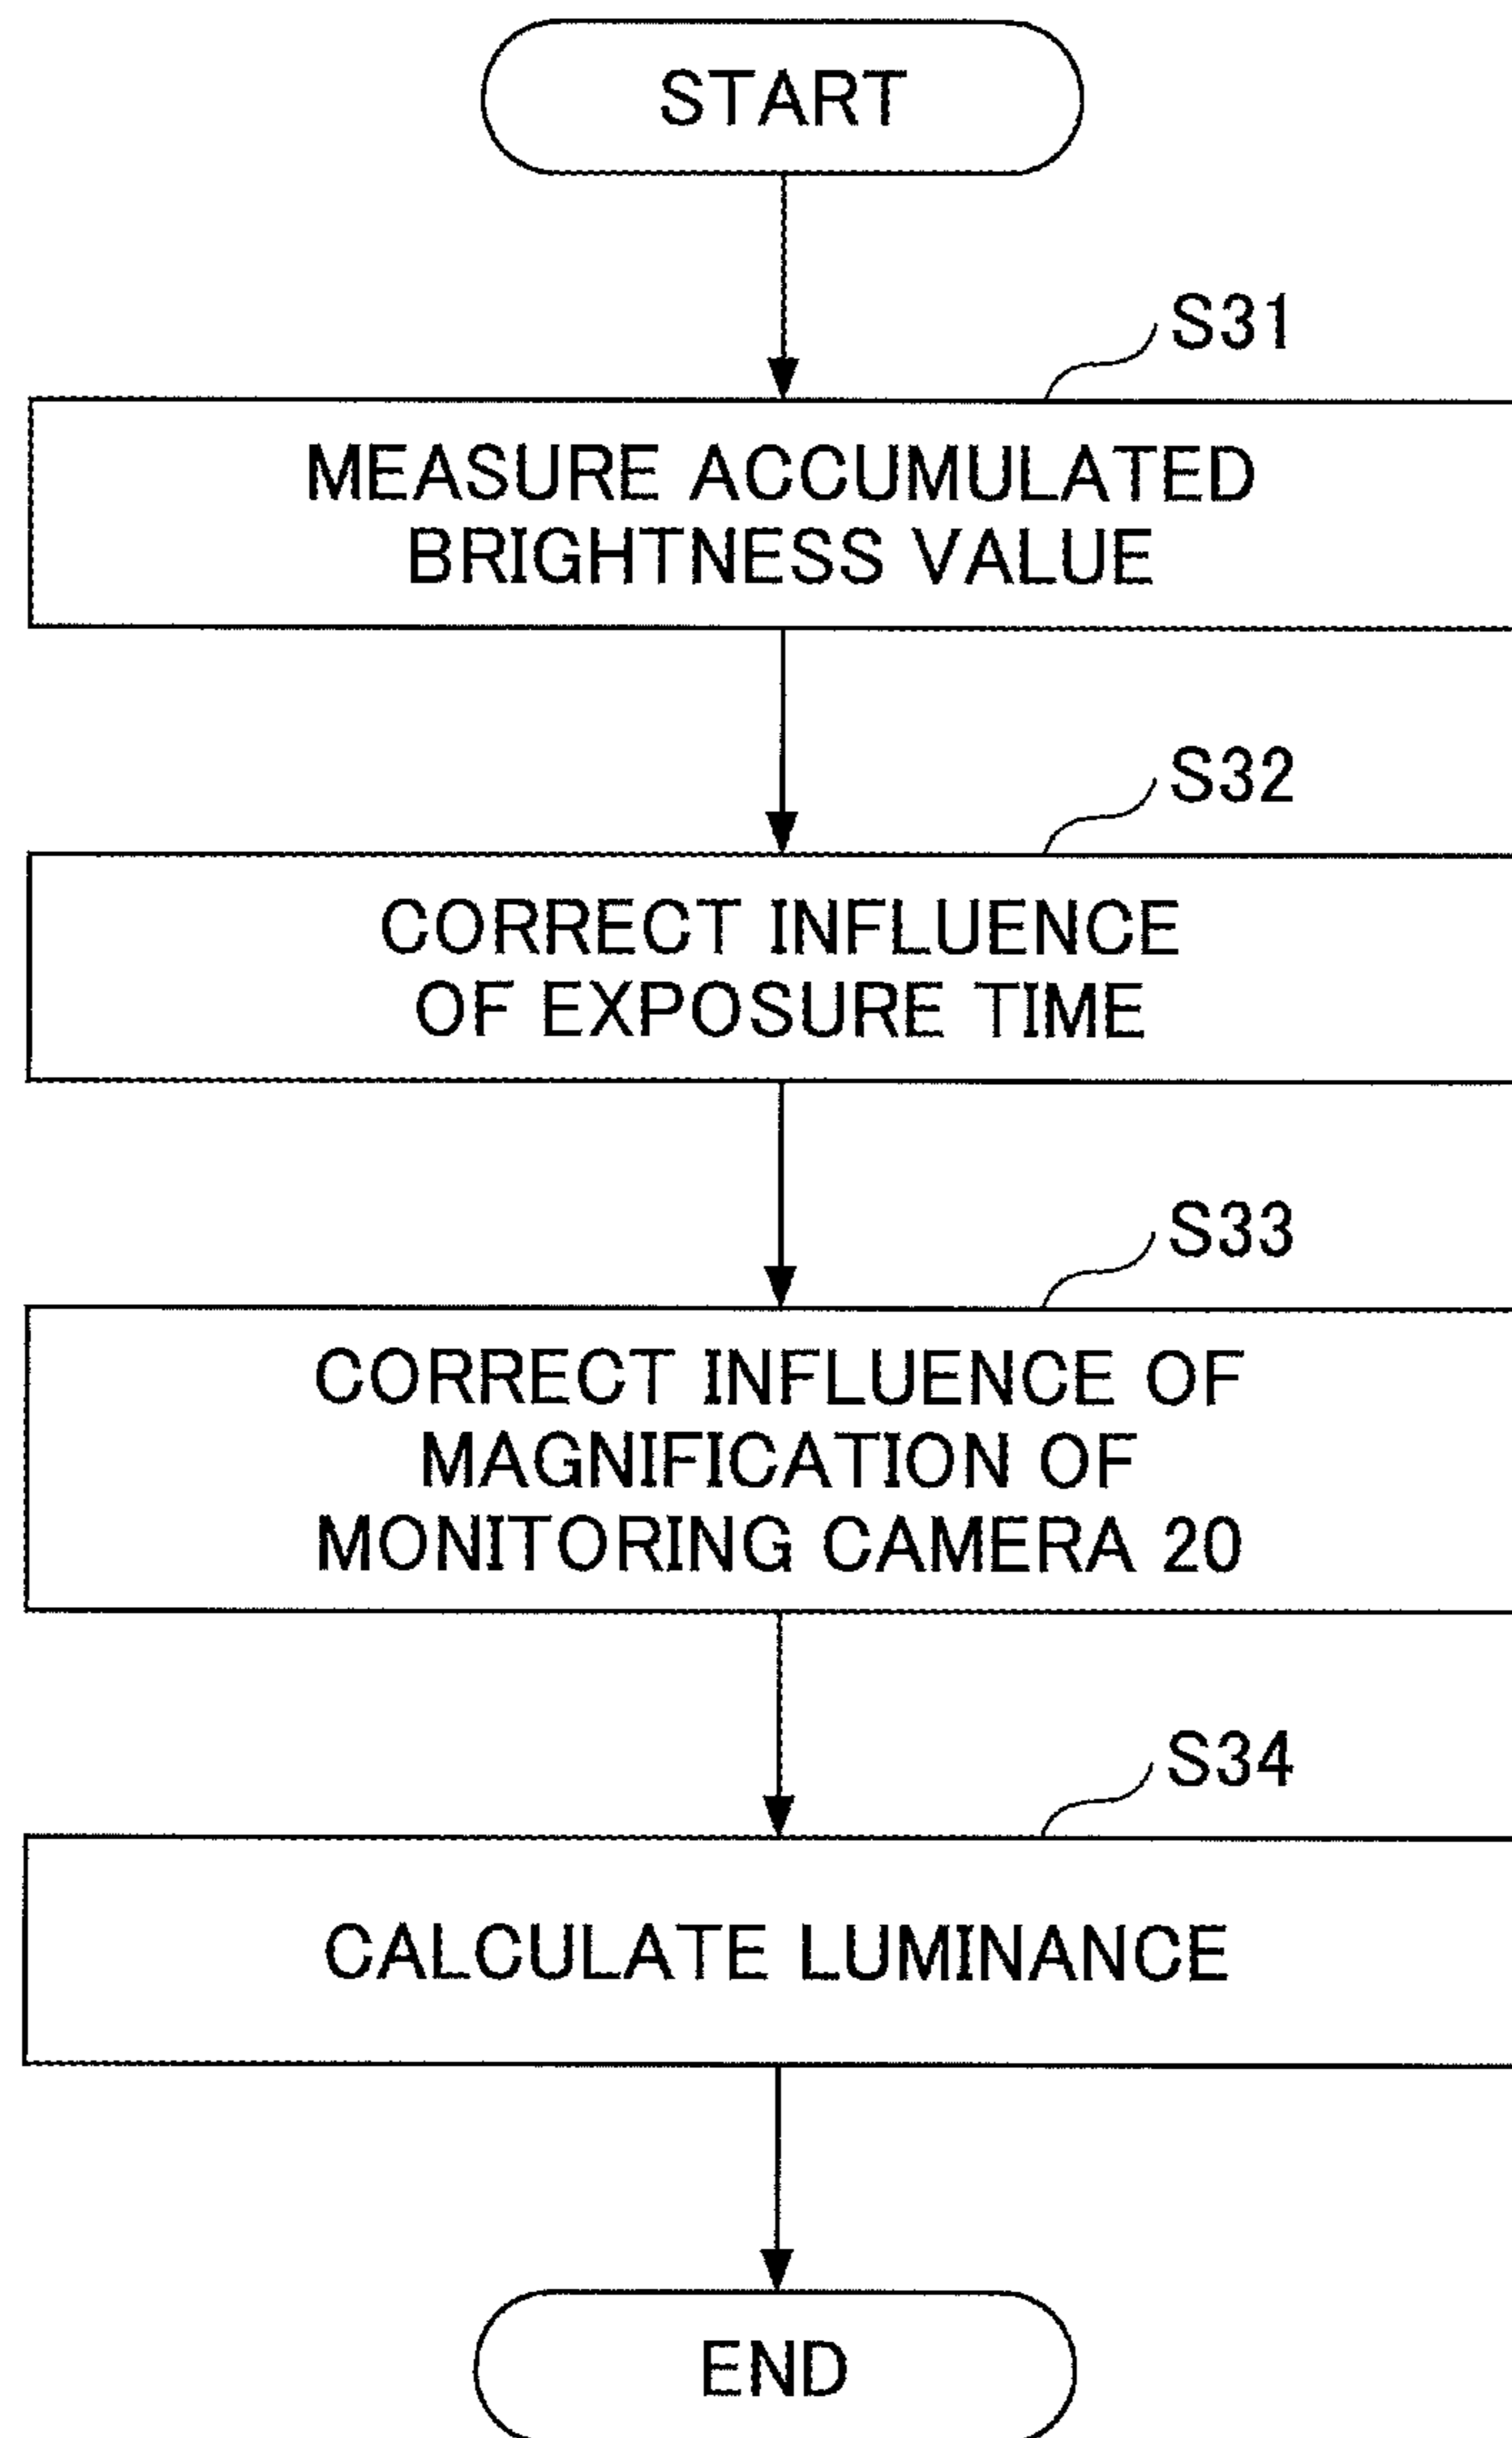 START
S31
MEASURE ACCUMULATED
BRIGHTNESS VALUE
S32
CORRECT INFLUENCE
OF EXPOSURE TIME
S33
CORRECT INFLUENCE OF
MAGNIFICATION OF
MONITORING CAMERA 20
S34
CALCULATE LUMINANCE
END